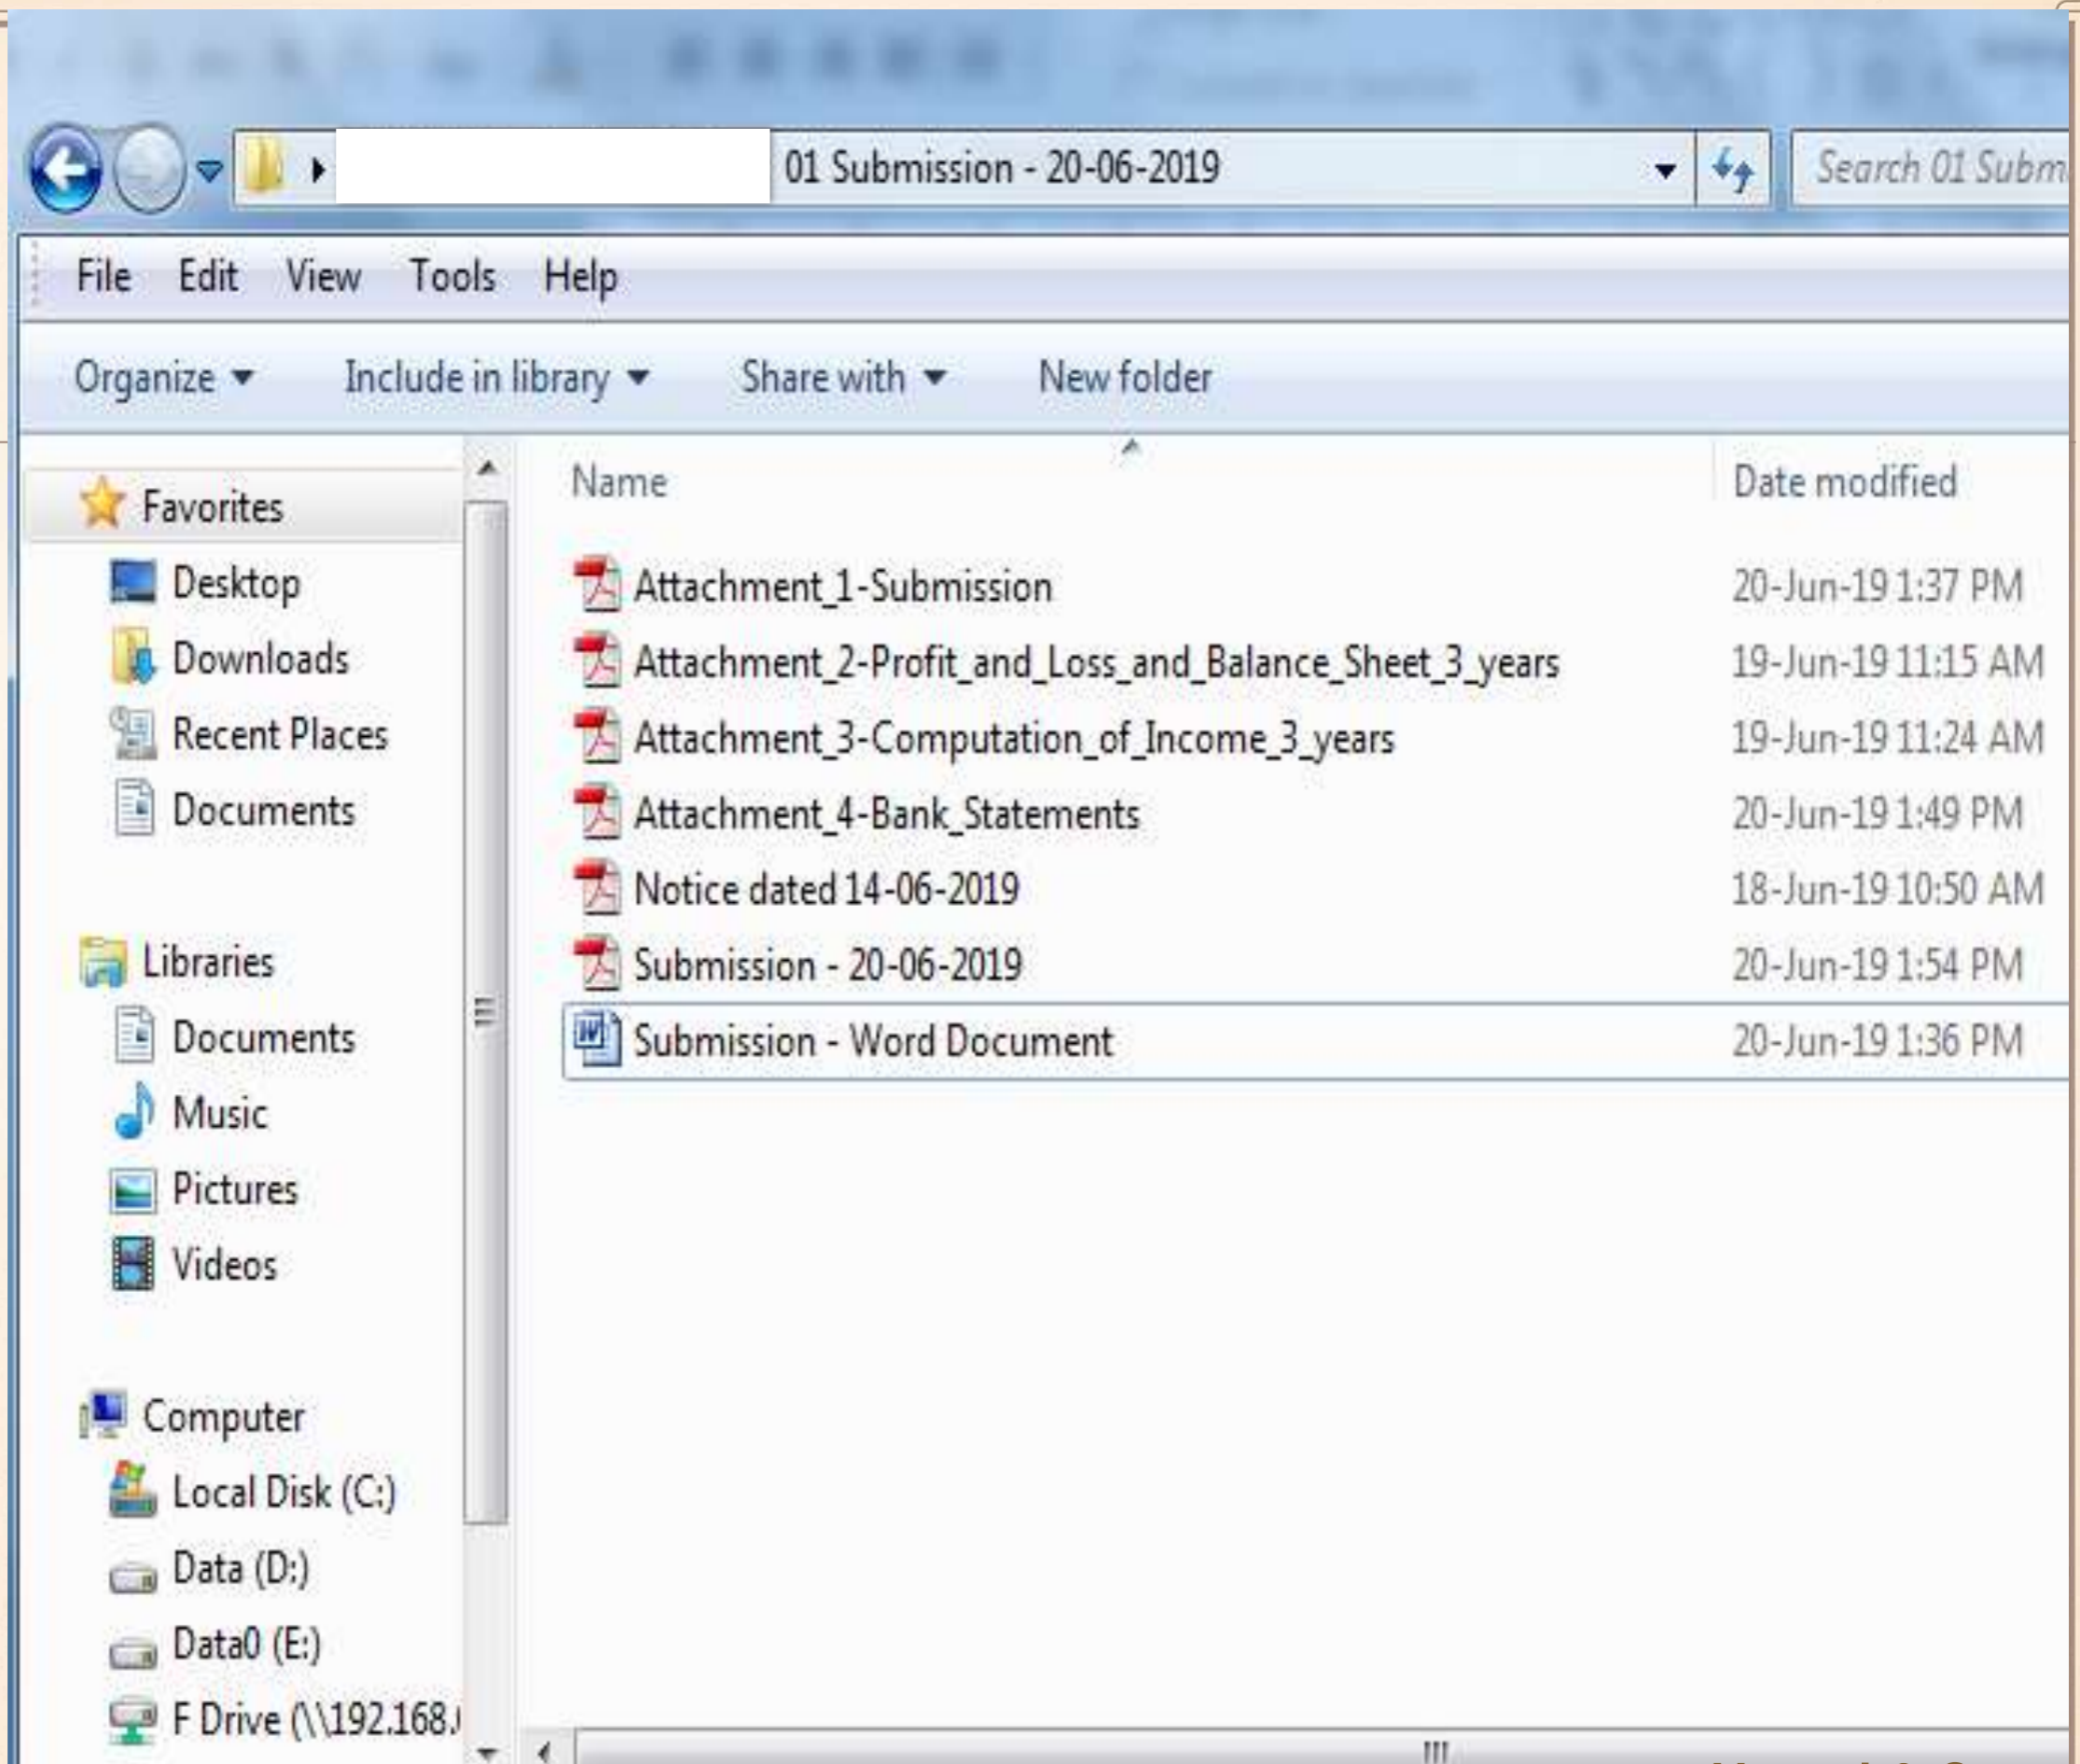 01 Submission - 20-06-2019
Search 01 Subm
File Edit View Tools Help
Organize Include in library Share with New folder
Name Date modified
Favorites
Desktop
Downloads
Recent Places
Documents
Libraries
Documents
Music
Pictures
Videos
Computer
Local Disk (C:)
Data (D:)
Data0 (E:)
F Drive (\\192.168.
Attachment_1-Submission 20-Jun-19 1:37 PM
Attachment_2-Profit_and_Loss_and_Balance_Sheet_3_years 19-Jun-19 11:15 AM
Attachment_3-Computation_of_Income_3_years 19-Jun-19 11:24 AM
Attachment_4-Bank_Statements 20-Jun-19 1:49 PM
Notice dated 14-06-2019 18-Jun-19 10:50 AM
Submission - 20-06-2019 20-Jun-19 1:54 PM
Submission - Word Document 20-Jun-19 1:36 PM